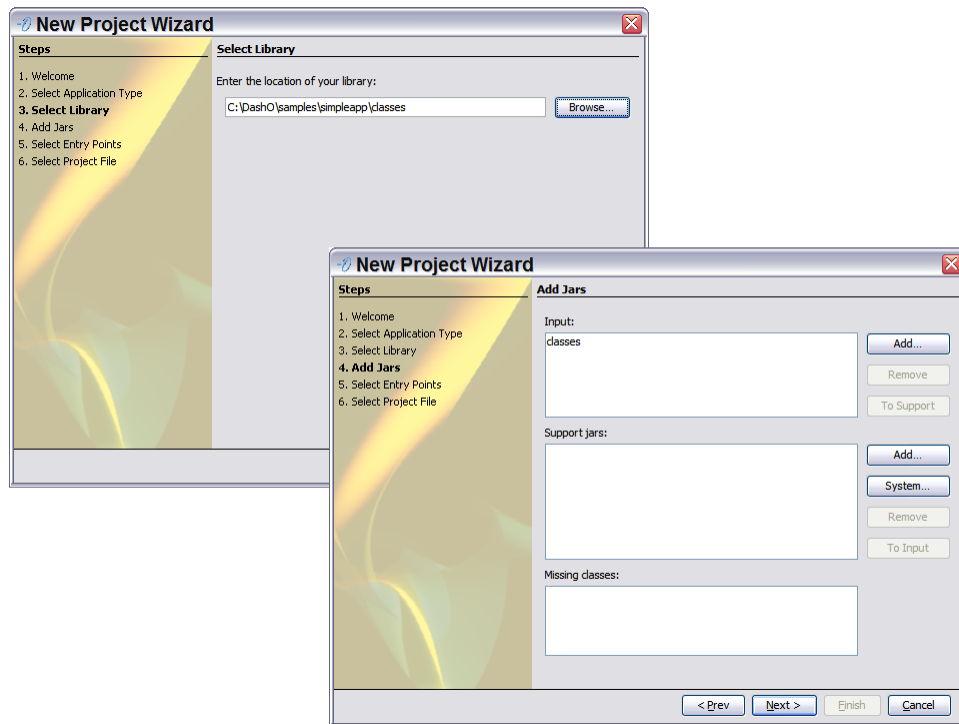 New Project Wizard
Steps
1. Welcome
2. Select Application Type
3. Select Library
4. Add Jars
5. Select Entry Points
6. Select Project File
Select Library
Enter the location of your library:
C:\DashO\samples\simpleapp\classes
Browse...
New Project Wizard
Steps
1. Welcome
2. Select Application Type
3. Select Library
4. Add Jars
5. Select Entry Points
6. Select Project File
Add Jars
Input:
classes
Add...
Remove
To Support
Support jars:
Add...
System...
Remove
To Input
Missing classes:
< Prev
Next >
Finish
Cancel